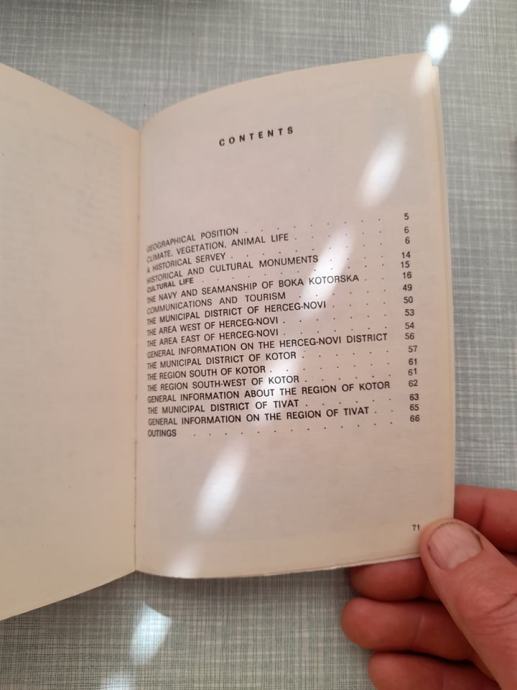 CONTENTS
GEOGRAPHICAL POSITION . . . . . . . 5
CLIMATE, VEGETATION, ANIMAL LIFE . . . . . 6
A HISTORICAL SERVEY . . . . . . . 6
HISTORICAL AND CULTURAL MONUMENTS . . . . 14
CULTURAL LIFE . . . . . . . . 15
THE NAVY AND SEAMANSHIP OF BOKA KOTORSKA . . 16
COMMUNICATIONS AND TOURISM . . . . . 49
THE MUNICIPAL DISTRICT OF HERCEG-NOVI . . . 50
THE AREA WEST OF HERCEG-NOVI . . . . . 53
THE AREA EAST OF HERCEG-NOVI . . . . . 54
GENERAL INFORMATION ON THE HERCEG-NOVI DISTRICT 56
THE MUNICIPAL DISTRICT OF KOTOR . . . . 57
THE REGION SOUTH OF KOTOR . . . . . 61
THE REGION SOUTH-WEST OF KOTOR . . . . 61
GENERAL INFORMATION ABOUT THE REGION OF KOTOR 62
THE MUNICIPAL DISTRICT OF TIVAT . . . . 63
GENERAL INFORMATION ON THE REGION OF TIVAT . 65
OUTINGS . . . . . . . . . 66
71